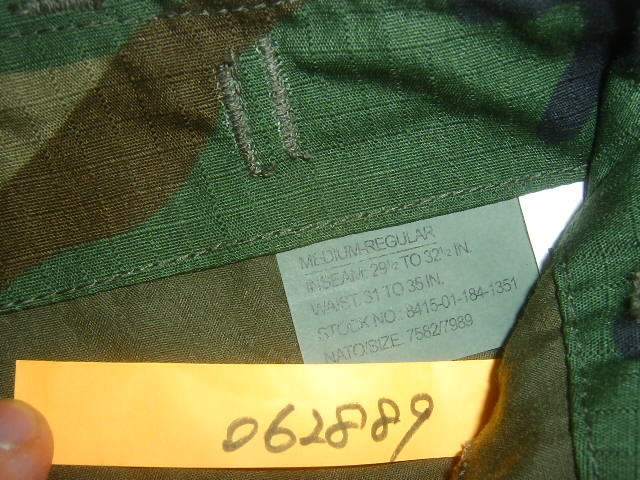 MEDIUM-REGULAR
INSEAM: 29½ TO 32½ IN.
WAIST: 31 TO 35 IN.
STOCK NO.: 8415-01-184-1351
NATO/SIZE: 7582/7989
062889